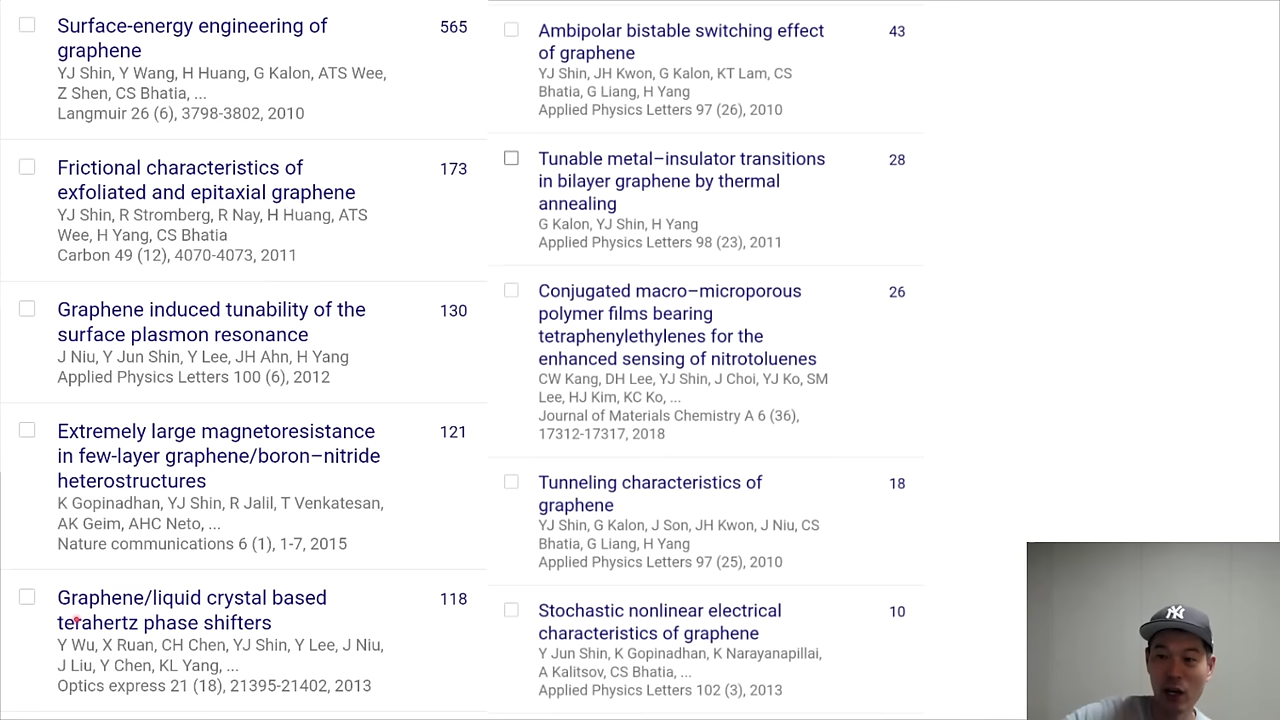 Surface-energy engineering of
graphene
565
YJ Shin, Y Wang, H Huang, G Kalon, ATS Wee,
Z Shen, CS Bhatia, ...
Langmuir 26 (6), 3798-3802, 2010
Frictional characteristics of
exfoliated and epitaxial graphene
173
YJ Shin, R Stromberg, R Nay, H Huang, ATS
Wee, H Yang, CS Bhatia
Carbon 49 (12), 4070-4073, 2011
Graphene induced tunability of the
surface plasmon resonance
130
J Niu, Y Jun Shin, Y Lee, JH Ahn, H Yang
Applied Physics Letters 100 (6), 2012
Extremely large magnetoresistance
in few-layer graphene/boron–nitride
heterostructures
121
K Gopinadhan, YJ Shin, R Jalil, T Venkatesan,
AK Geim, AHC Neto, ...
Nature communications 6 (1), 1-7, 2015
Graphene/liquid crystal based
terahertz phase shifters
118
Y Wu, X Ruan, CH Chen, YJ Shin, Y Lee, J Niu,
J Liu, Y Chen, KL Yang, ...
Optics express 21 (18), 21395-21402, 2013
Ambipolar bistable switching effect
of graphene
43
YJ Shin, JH Kwon, G Kalon, KT Lam, CS
Bhatia, G Liang, H Yang
Applied Physics Letters 97 (26), 2010
Tunable metal–insulator transitions
in bilayer graphene by thermal
annealing
28
G Kalon, YJ Shin, H Yang
Applied Physics Letters 98 (23), 2011
Conjugated macro–microporous
polymer films bearing
tetraphenylethylenes for the
enhanced sensing of nitrotoluenes
26
CW Kang, DH Lee, YJ Shin, J Choi, YJ Ko, SM
Lee, HJ Kim, KC Ko, ...
Journal of Materials Chemistry A 6 (36),
17312-17317, 2018
Tunneling characteristics of
graphene
18
YJ Shin, G Kalon, J Son, JH Kwon, J Niu, CS
Bhatia, G Liang, H Yang
Applied Physics Letters 97 (25), 2010
Stochastic nonlinear electrical
characteristics of graphene
10
Y Jun Shin, K Gopinadhan, K Narayanapillai,
A Kalitsov, CS Bhatia, ...
Applied Physics Letters 102 (3), 2013
NY